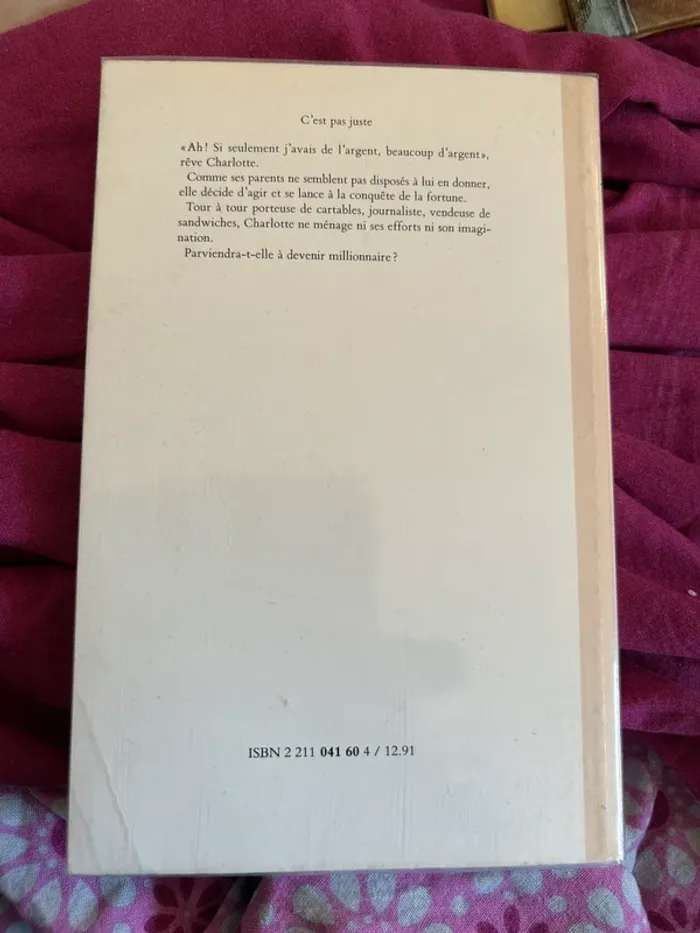 C'est pas juste
«Ah! Si seulement j'avais de l'argent, beaucoup d'argent»,
rêve Charlotte.
Comme ses parents ne semblent pas disposés à lui en donner,
elle décide d'agir et se lance à la conquête de la fortune.
Tour à tour porteuse de cartables, journaliste, vendeuse de
sandwiches, Charlotte ne ménage ni ses efforts ni son imagi-
nation.
Parviendra-t-elle à devenir millionnaire?
ISBN 2 211 041 60 4 / 12.91